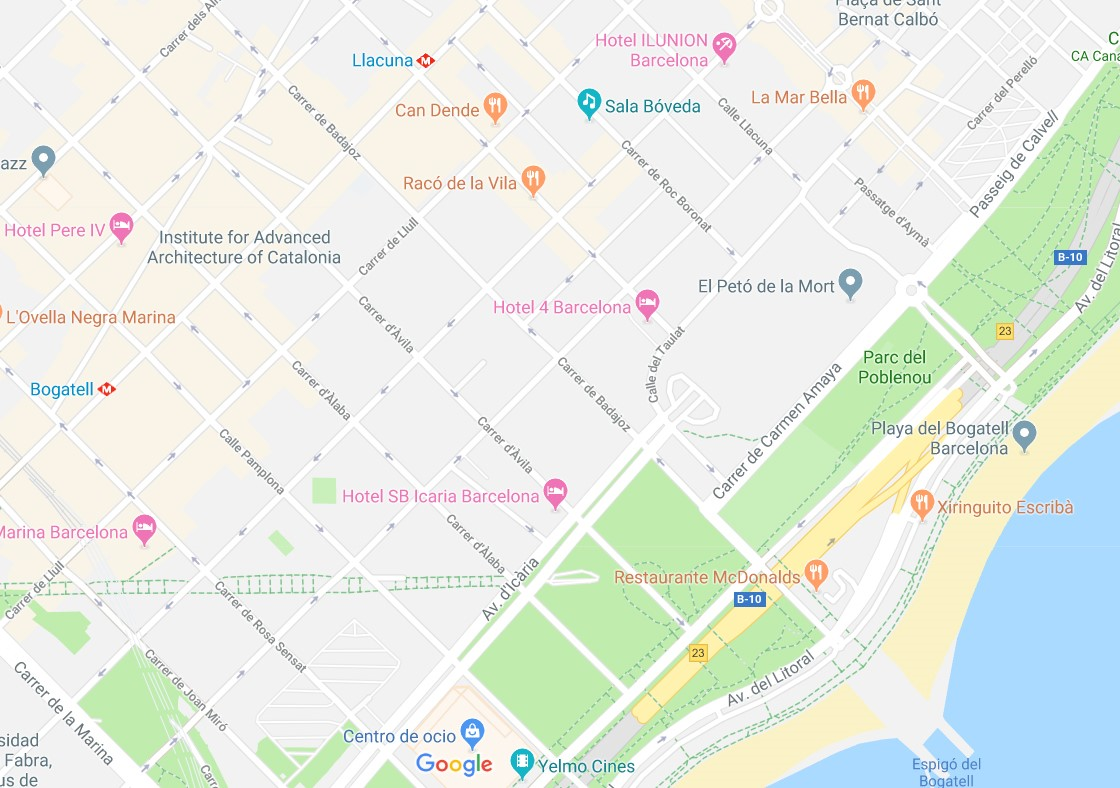 Carrer dels Al
Plaça de Sant
Bernat Calbó
Hotel ILUNION
Barcelona
Llacuna
CA Cana
Carrer de Badajoz
Can Dende
Sala Bóveda
La Mar Bella
Calle Llacuna
Carrer del Perelló
Passeig de Calvell
azz
Racó de la Vila
Carrer de Roc Boronat
Passatge d'Aymà
Hotel Pere IV
Institute for Advanced
Architecture of Catalonia
Carrer de Llull
B-10
Av. del Litoral
El Petó de la Mort
L'Ovella Negra Marina
Hotel 4 Barcelona
Carrer d'Àvila
Calle del Taulat
23
Parc del
Poblenou
Bogatell
Carrer d'Àlaba
Carrer de Badajoz
Carrer de Carmen Amaya
Calle Pamplona
Carrer d'Àvila
Playa del Bogatell
Barcelona
Hotel SB Icaria Barcelona
Xiringuito Escribà
Marina Barcelona
Carrer d'Àlaba
Carrer de Llull
Av. d'Icària
Restaurante McDonalds
B-10
Carrer de Rosa Sensat
23
Carrer de la Marina
Carrer de Joan Miró
Av. del Litoral
sidad
Fabra,
us de
Carr
Centro de ocio
Google
Yelmo Cines
Espigó del
Bogatell